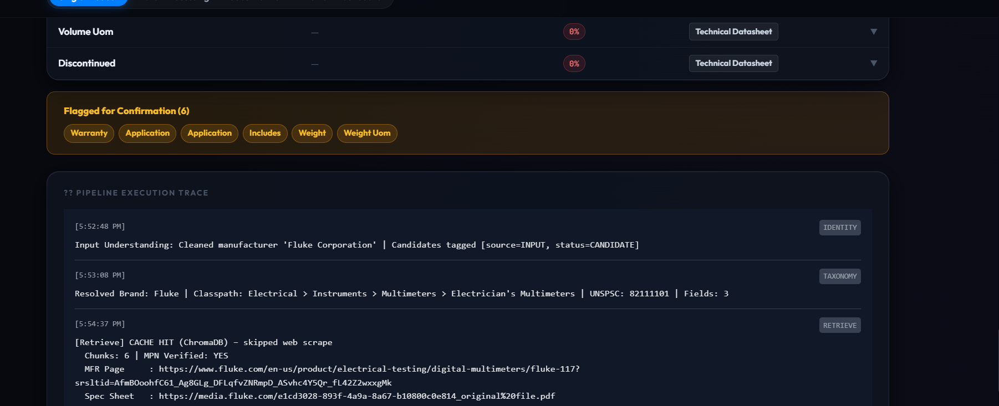 Volume Uom — 0% Technical Datasheet ▼
Discontinued — 0% Technical Datasheet ▼
Flagged for Confirmation (6)
Warranty Application Application Includes Weight Weight Uom
?? PIPELINE EXECUTION TRACE
[5:52:48 PM] IDENTITY
Input Understanding: Cleaned manufacturer 'Fluke Corporation' | Candidates tagged [source=INPUT, status=CANDIDATE]
[5:53:08 PM] TAXONOMY
Resolved Brand: Fluke | Classpath: Electrical > Instruments > Multimeters > Electrician's Multimeters | UNSPSC: 82111101 | Fields: 3
[5:54:37 PM] RETRIEVE
[Retrieve] CACHE HIT (ChromaDB) — skipped web scrape
Chunks: 6 | MPN Verified: YES
MFR Page : https://www.fluke.com/en-us/product/electrical-testing/digital-multimeters/fluke-117?
srsltid=AfmBOoohfC61_Ag8GLg_DFLqfvZNRmpD_ASvhc4Y5Qr_fL42Z2wxxgMk
Spec Sheet : https://media.fluke.com/e1cd3028-893f-4a9a-8a67-b10800c0e814_original%20file.pdf